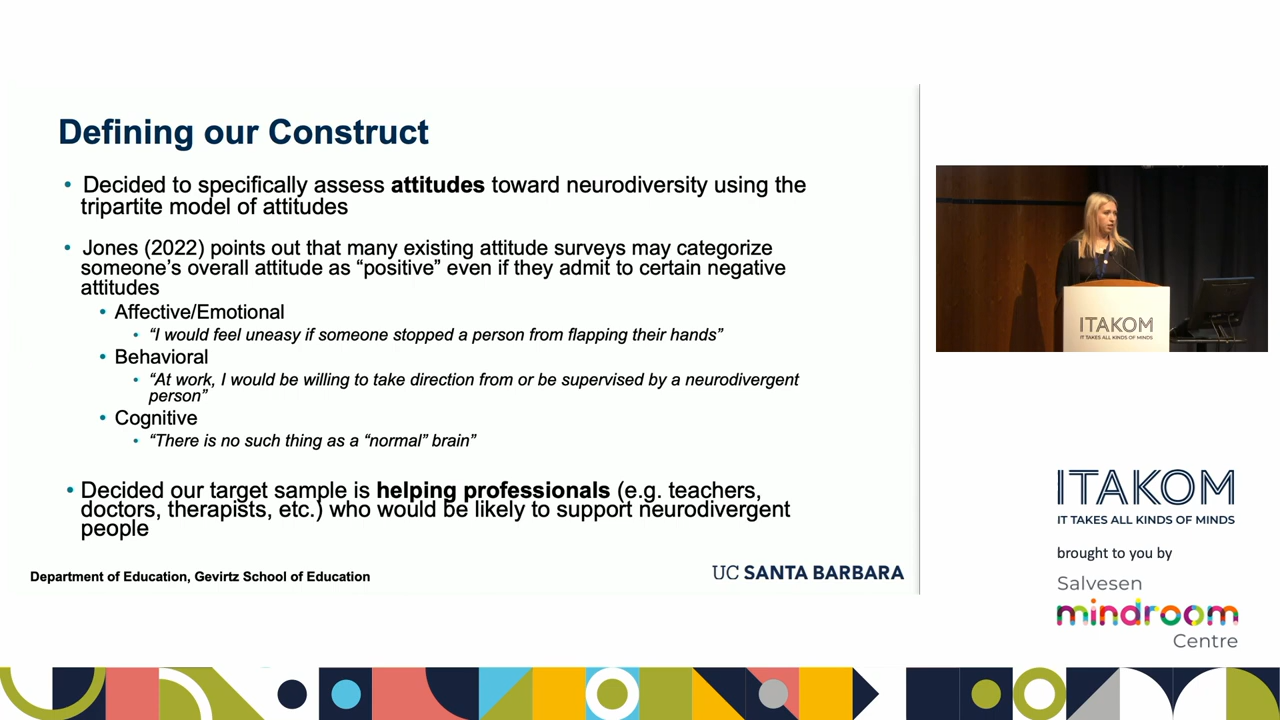 Defining our Construct
• Decided to specifically assess attitudes toward neurodiversity using the
tripartite model of attitudes
• Jones (2022) points out that many existing attitude surveys may categorize
someone’s overall attitude as “positive” even if they admit to certain negative
attitudes
• Affective/Emotional
• “I would feel uneasy if someone stopped a person from flapping their hands”
• Behavioral
• “At work, I would be willing to take direction from or be supervised by a neurodivergent
person”
• Cognitive
• “There is no such thing as a “normal” brain”
• Decided our target sample is helping professionals (e.g. teachers,
doctors, therapists, etc.) who would be likely to support neurodivergent
people
Department of Education, Gevirtz School of Education
UC SANTA BARBARA
ITAKOM
IT TAKES ALL KINDS OF MINDS
ITAKOM
IT TAKES ALL KINDS OF MINDS
brought to you by
Salvesen
mindroom
Centre